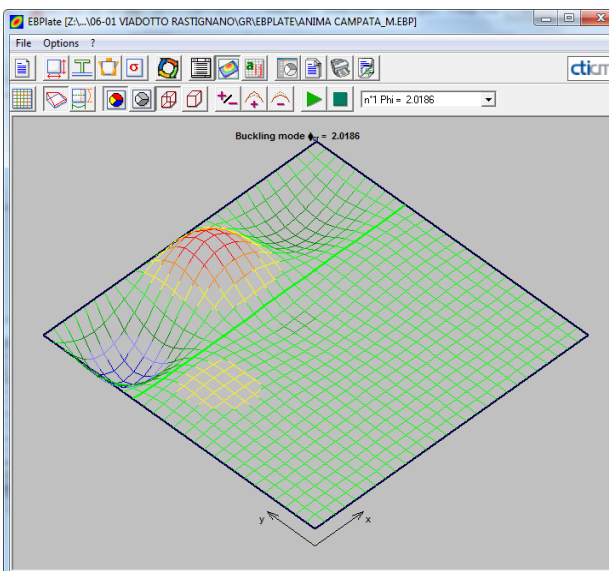 EBPlate [Z:\...\06-01 VIADOTTO RASTIGNANO\GR\EBPLATE\ANIMA CAMPATA_M.EBP]
File Options ?
σ
cticm
+/-
n°1 Phi = 2.0186
Buckling mode ϕcr = 2.0186
y
x